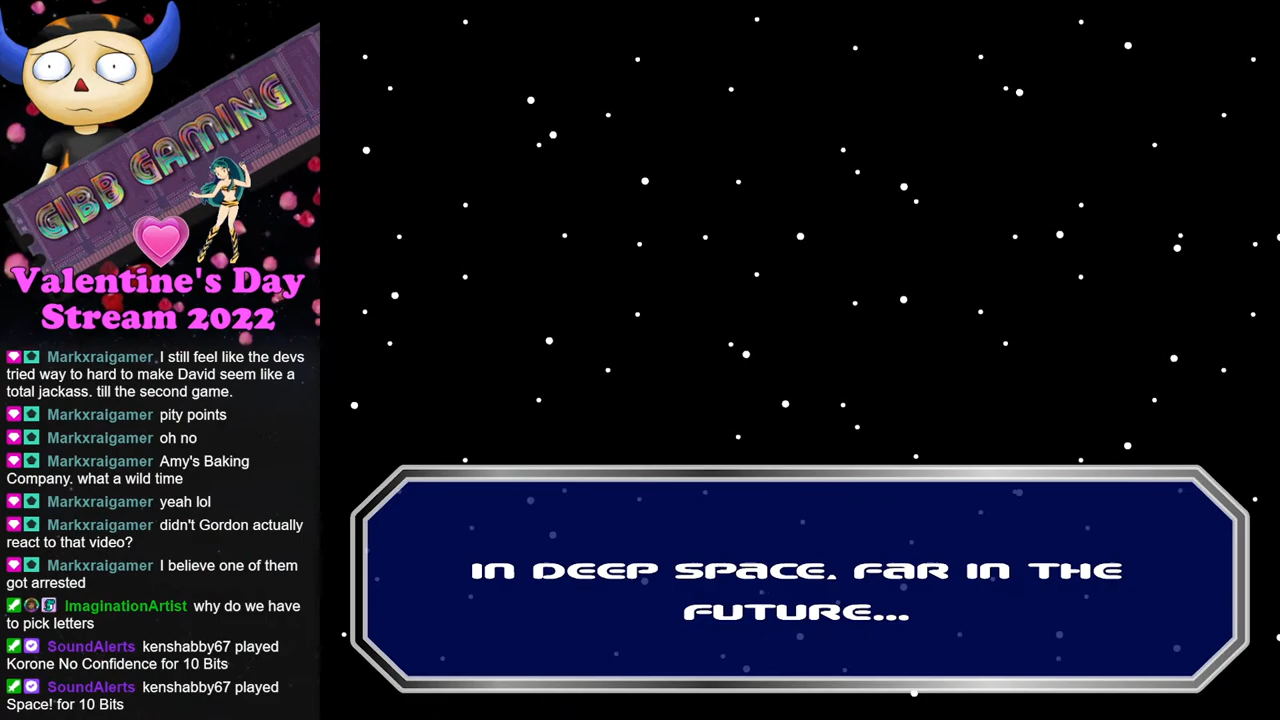 GIBB GAMING
Valentine's Day
Stream 2022
Markxraigamer I still feel like the devs
tried way to hard to make David seem like a
total jackass. till the second game.
Markxraigamer pity points
Markxraigamer oh no
Markxraigamer Amy's Baking
Company. what a wild time
Markxraigamer yeah lol
Markxraigamer didn't Gordon actually
react to that video?
Markxraigamer I believe one of them
got arrested
ImaginationArtist why do we have
to pick letters
SoundAlerts kenshabby67 played
Korone No Confidence for 10 Bits
SoundAlerts kenshabby67 played
Space! for 10 Bits
IN DEEP SPACE, FAR IN THE
FUTURE...